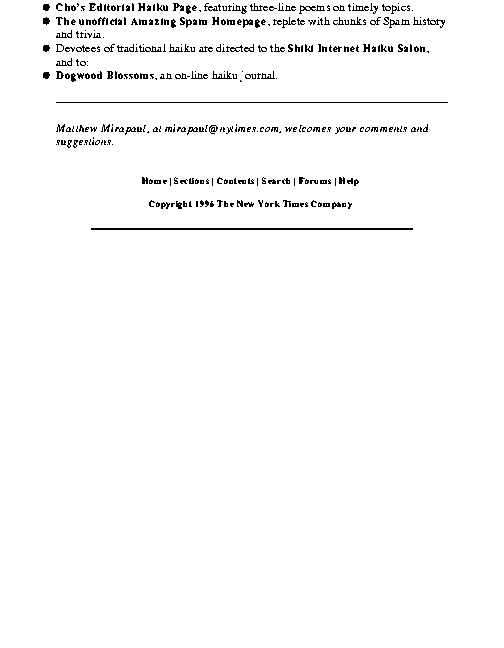 ● Cho's Editorial Haiku Page, featuring three-line poems on timely topics.
● The unofficial Amazing Spam Homepage, replete with chunks of Spam history
and trivia.
● Devotees of traditional haiku are directed to the Shiki Internet Haiku Salon,
and to:
● Dogwood Blossoms, an on-line haiku journal.
Matthew Mirapaul, at mirapaul@nytimes.com, welcomes your comments and
suggestions.
Home | Sections | Contents | Search | Forums | Help
Copyright 1996 The New York Times Company